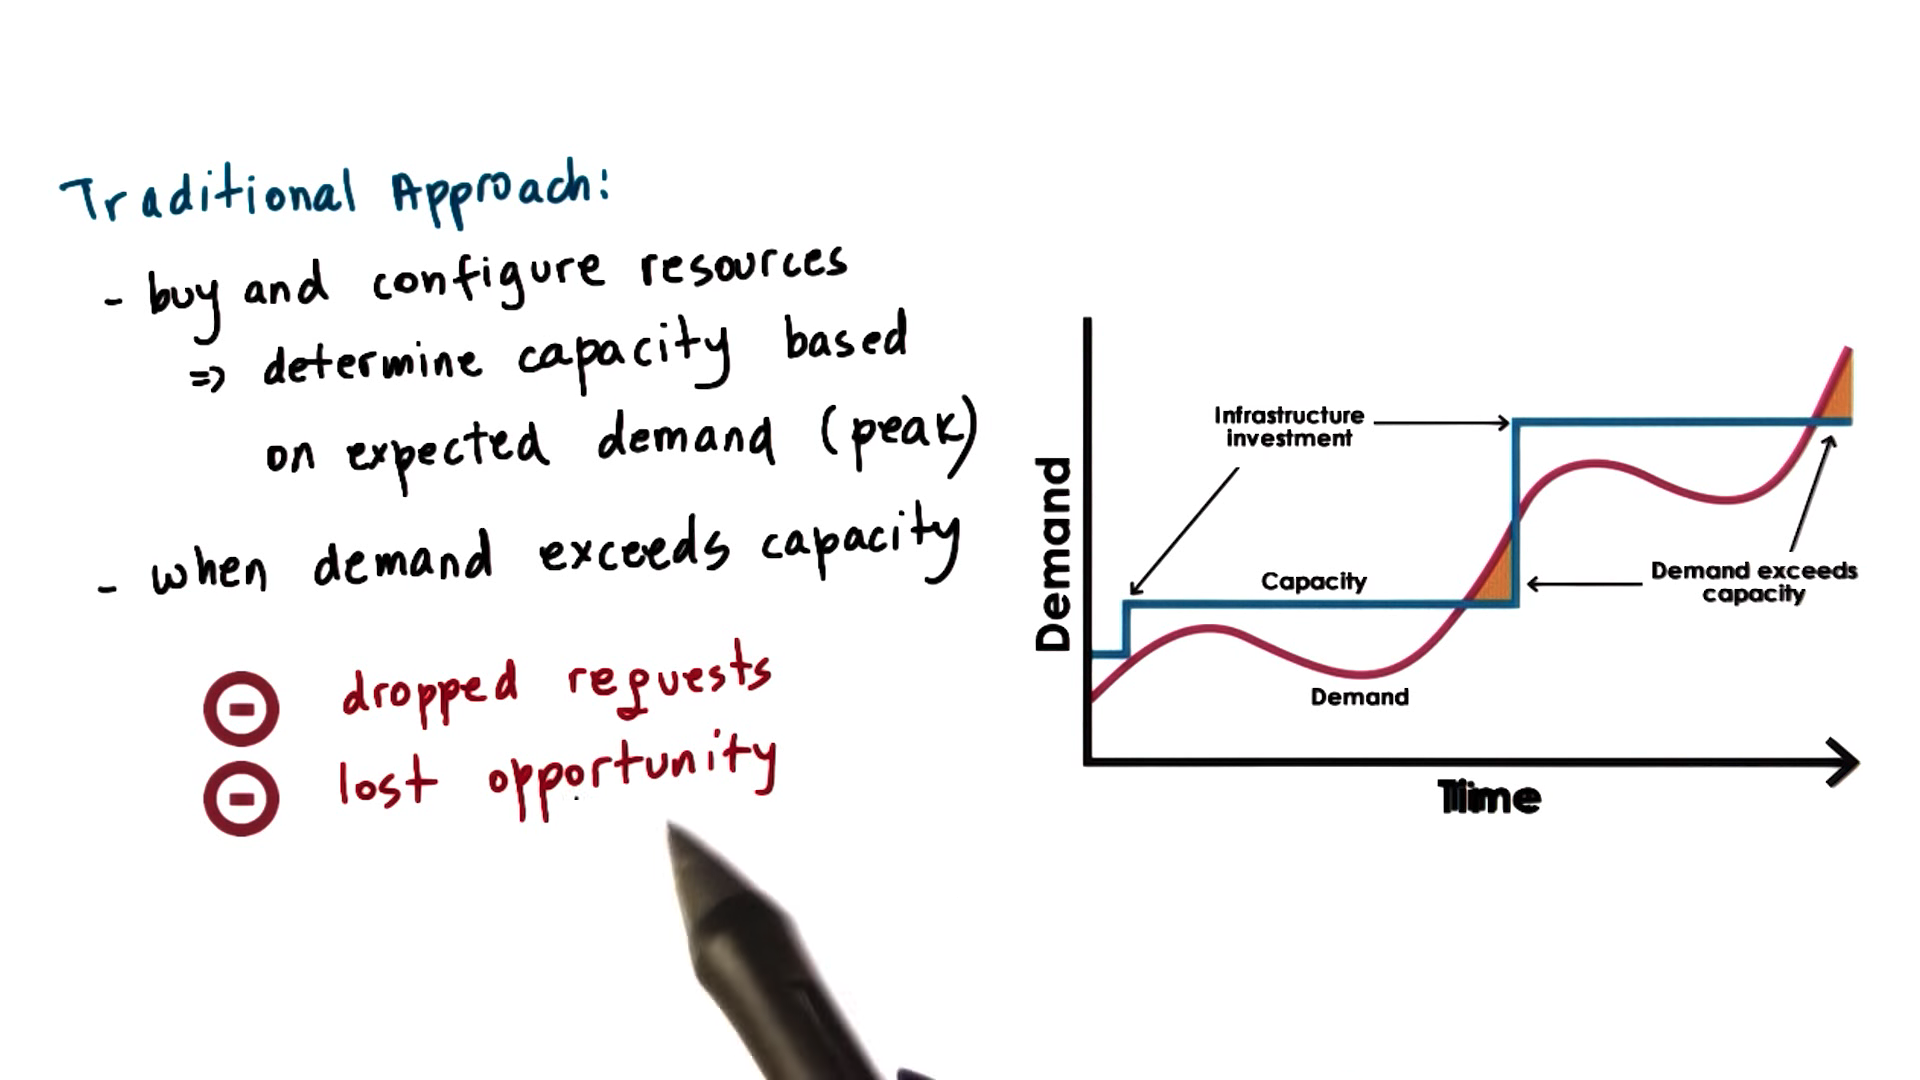 Traditional Approach:
- buy and configure resources
=> determine capacity based
on expected demand (peak)
- when demand exceeds capacity
dropped requests
lost opportunity
Demand
Infrastructure
investment
Capacity
Demand
Demand exceeds
capacity
Time